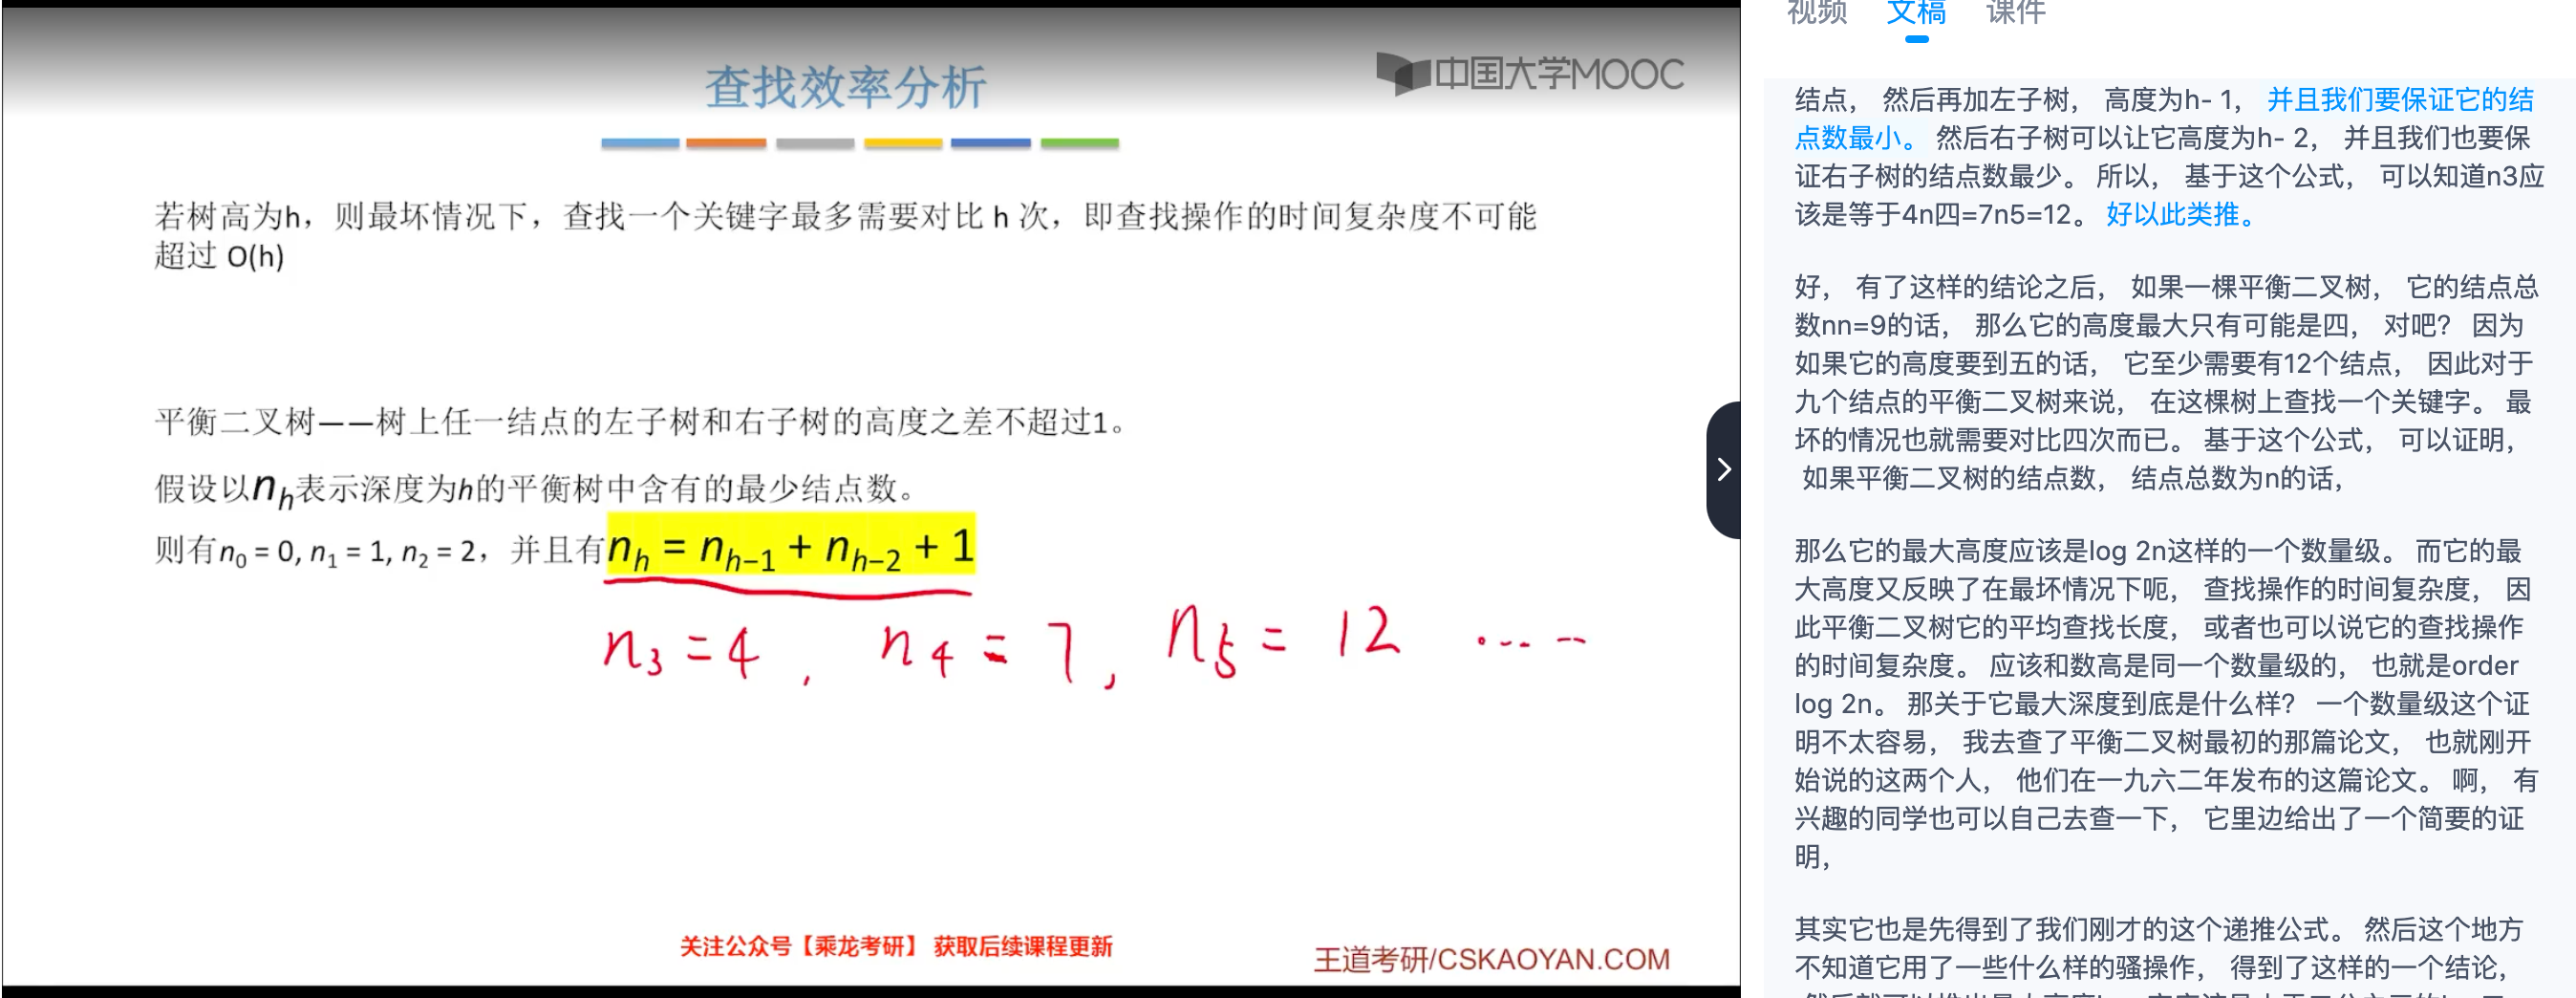 查找效率分析
中国大学MOOC
若树高为h，则最坏情况下，查找一个关键字最多需要对比 h 次，即查找操作的时间复杂度不可能
超过 O(h)
平衡二叉树——树上任一结点的左子树和右子树的高度之差不超过1。
假设以nₕ表示深度为h的平衡树中含有的最少结点数。
则有n₀ = 0, n₁ = 1, n₂ = 2，并且有nₕ = nₕ₋₁ + nₕ₋₂ + 1
n₃ = 4 , n₄ = 7, n₅ = 12 .....
关注公众号【乘龙考研】 获取后续课程更新
王道考研/CSKAOYAN.COM
视频 文稿 课件
结点， 然后再加左子树， 高度为h- 1， 并且我们要保证它的结
点数最小。 然后右子树可以让它高度为h- 2， 并且我们也要保
证右子树的结点数最少。 所以， 基于这个公式， 可以知道n3应
该是等于4n四=7n5=12。 好以此类推。
好， 有了这样的结论之后， 如果一棵平衡二叉树， 它的结点总
数nn=9的话， 那么它的高度最大只有可能是四， 对吧？ 因为
如果它的高度要到五的话， 它至少需要有12个结点， 因此对于
九个结点的平衡二叉树来说， 在这棵树上查找一个关键字。 最
坏的情况也就需要对比四次而已。 基于这个公式， 可以证明，
如果平衡二叉树的结点数， 结点总数为n的话，
那么它的最大高度应该是log 2n这样的一个数量级。 而它的最
大高度又反映了在最坏情况下呃， 查找操作的时间复杂度， 因
此平衡二叉树它的平均查找长度， 或者也可以说它的查找操作
的时间复杂度。 应该和数高是同一个数量级的， 也就是order
log 2n。 那关于它最大深度到底是什么样？ 一个数量级这个证
明不太容易， 我去查了平衡二叉树最初的那篇论文， 也就刚开
始说的这两个人， 他们在一九六二年发布的这篇论文。 啊， 有
兴趣的同学也可以自己去查一下， 它里边给出了一个简要的证
明，
其实它也是先得到了我们刚才的这个递推公式。 然后这个地方
不知道它用了一些什么样的骚操作， 得到了这样的一个结论，